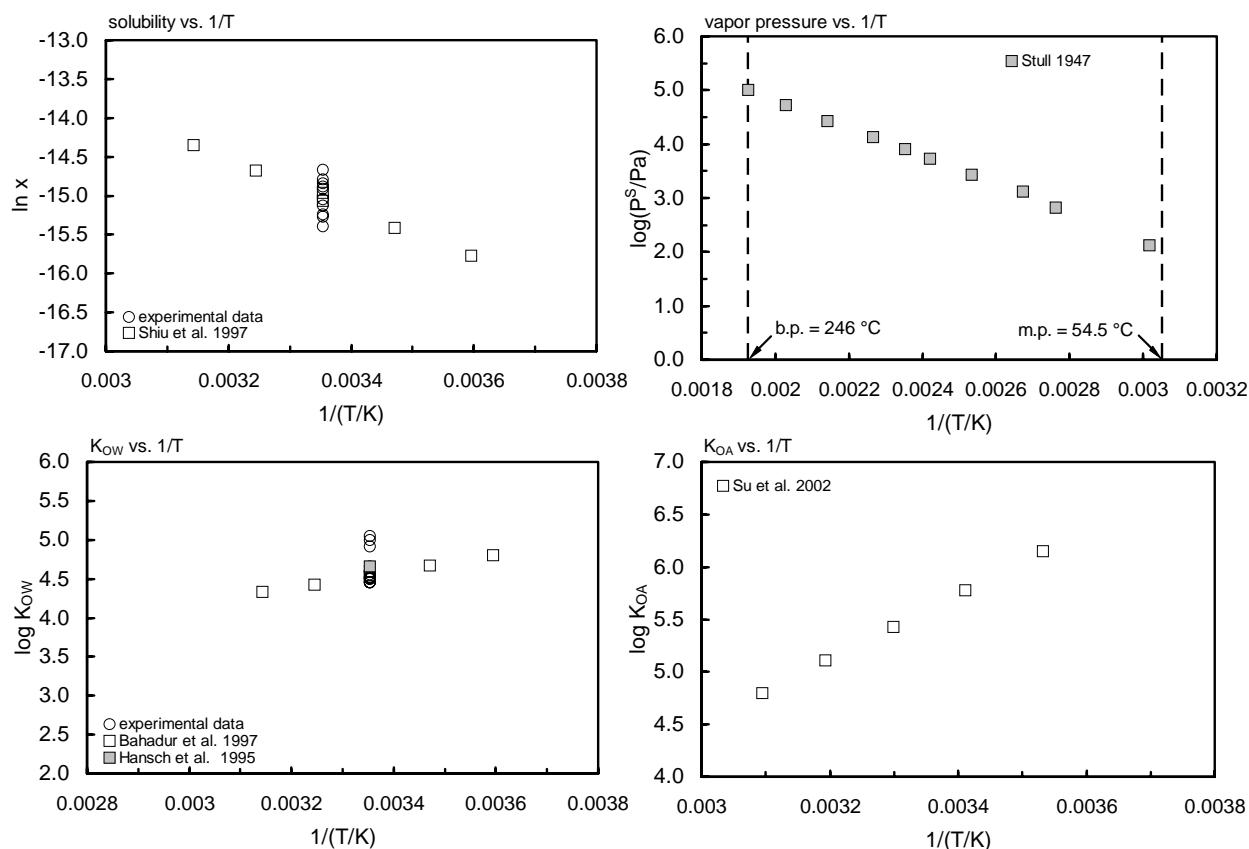 solubility vs. 1/T
-13.0
-13.5
-14.0
-14.5
-15.0
-15.5
-16.0
-16.5
-17.0
ln x
experimental data
Shiu et al. 1997
0.003 0.0032 0.0034 0.0036 0.0038
1/(T/K)
vapor pressure vs. 1/T
6.0
5.0
4.0
3.0
2.0
1.0
0.0
log(P^S/Pa)
Stull 1947
b.p. = 246 °C
m.p. = 54.5 °C
0.0018 0.002 0.0022 0.0024 0.0026 0.0028 0.003 0.0032
1/(T/K)
K_OW vs. 1/T
6.0
5.5
5.0
4.5
4.0
3.5
3.0
2.5
2.0
log K_OW
experimental data
Bahadur et al. 1997
Hansch et al. 1995
0.0028 0.003 0.0032 0.0034 0.0036 0.0038
1/(T/K)
K_OA vs. 1/T
7.0
6.5
6.0
5.5
5.0
4.5
4.0
log K_OA
Su et al. 2002
0.003 0.0032 0.0034 0.0036 0.0038
1/(T/K)